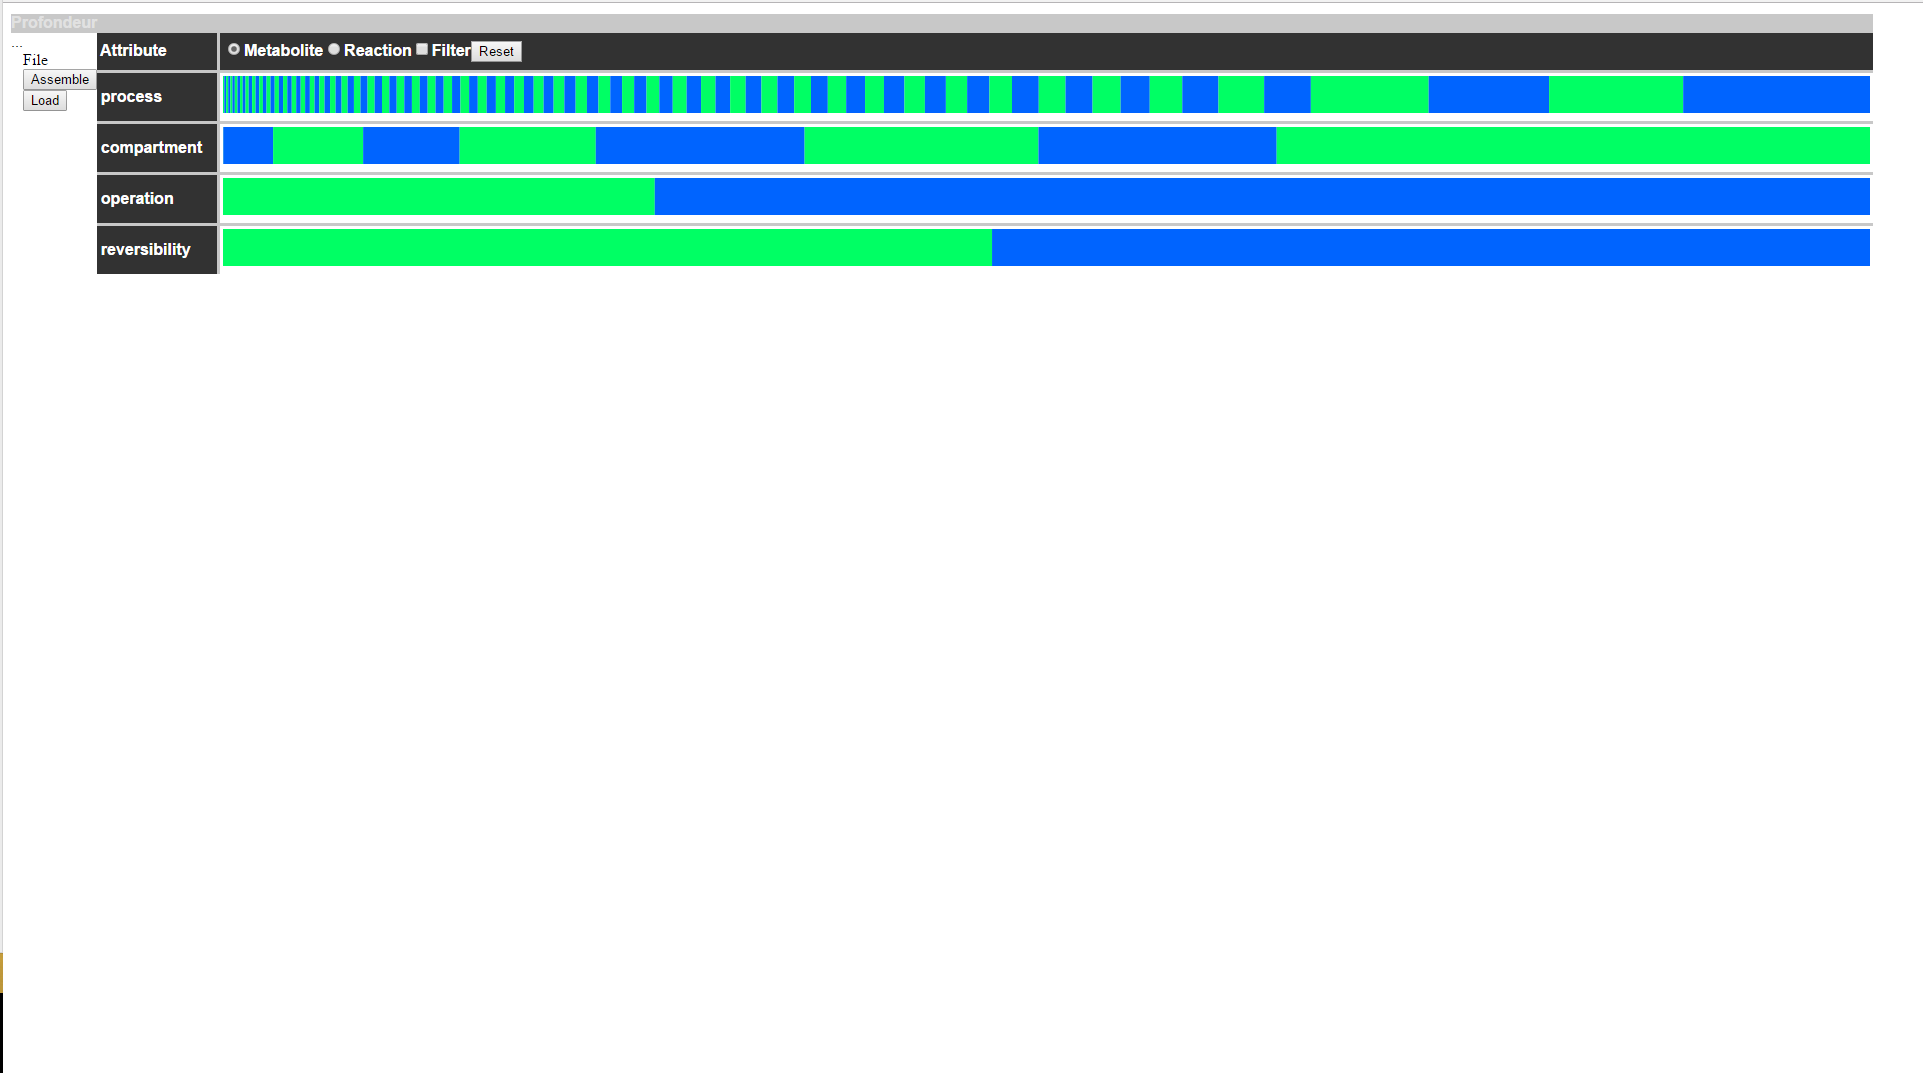 Profondeur
...
File
Assemble
Load
Attribute Metabolite Reaction Filter Reset
process
compartment
operation
reversibility